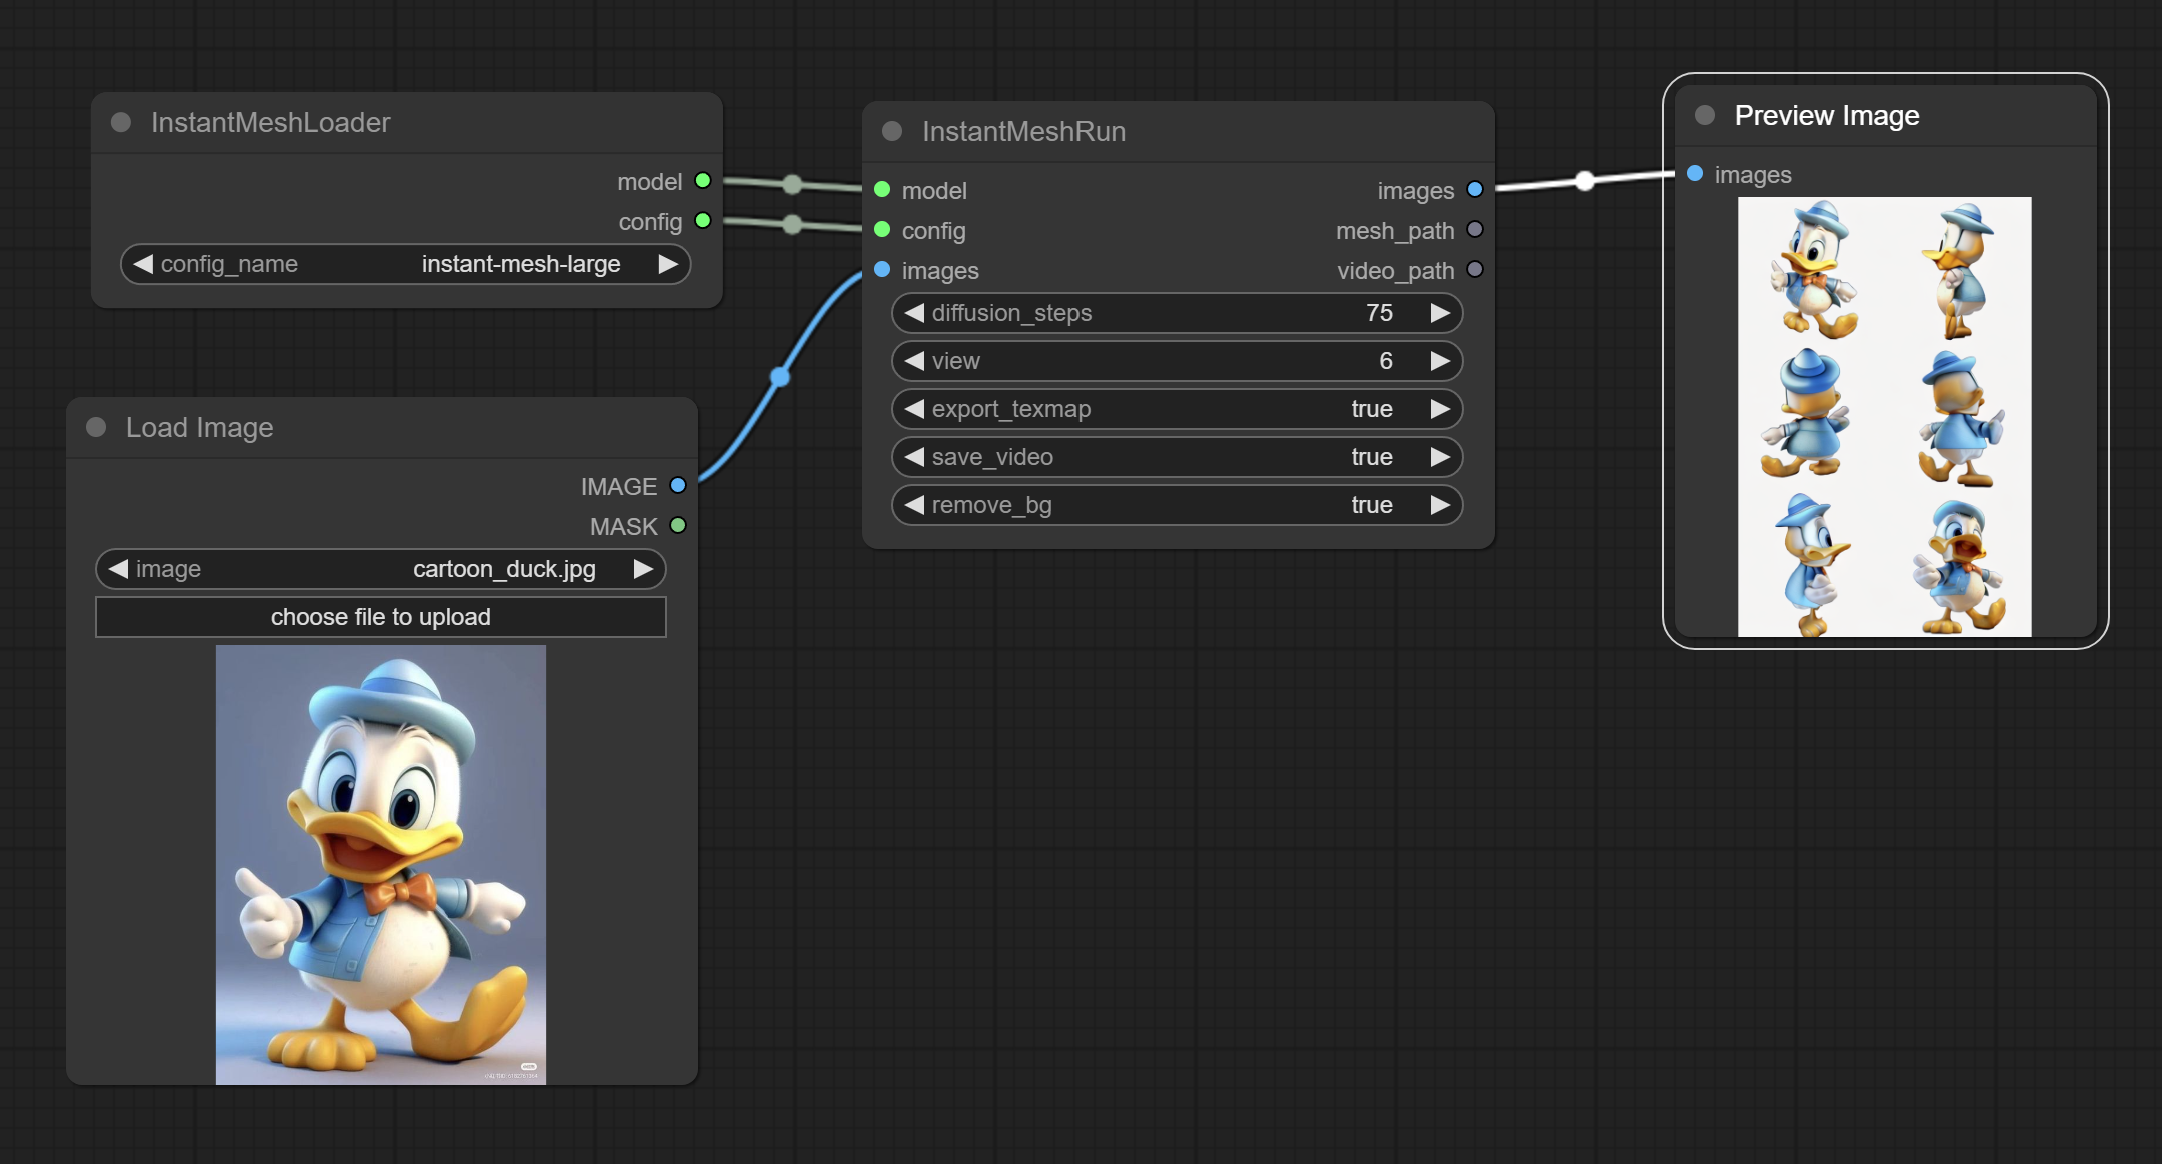 InstantMeshLoader
model
config
config_name instant-mesh-large
Load Image
IMAGE
MASK
image cartoon_duck.jpg
choose file to upload
InstantMeshRun
model images
config mesh_path
images video_path
diffusion_steps 75
view 6
export_texmap true
save_video true
remove_bg true
Preview Image
images